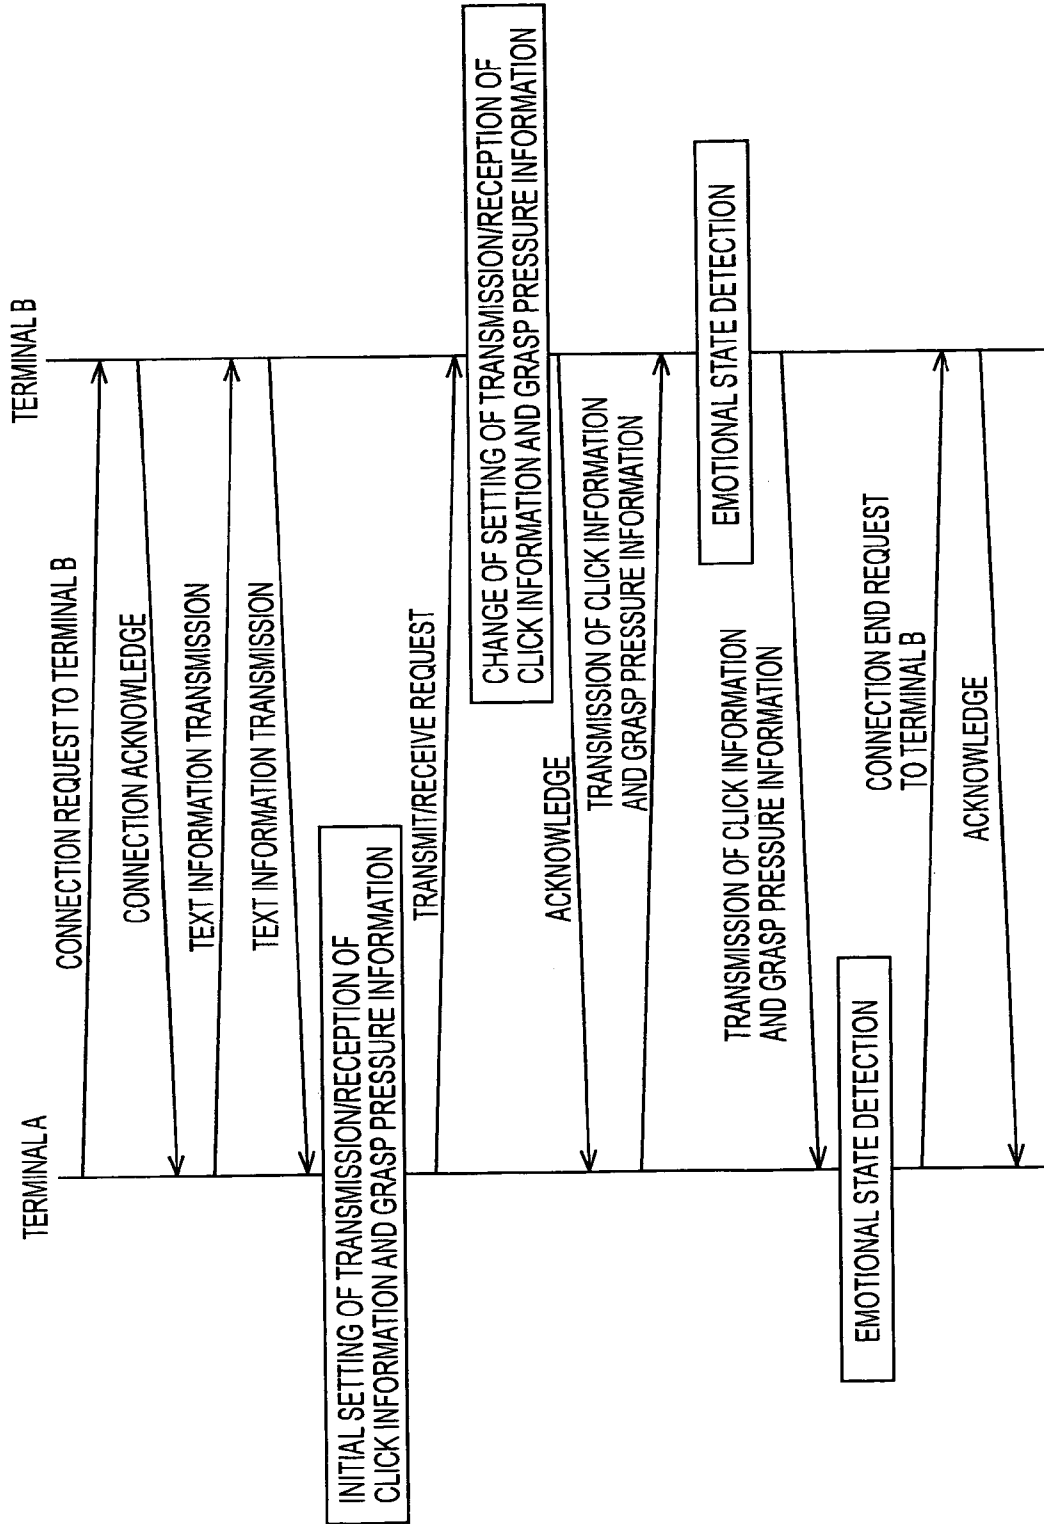 TERMINAL A
TERMINAL B
CONNECTION REQUEST TO TERMINAL B
CONNECTION ACKNOWLEDGE
TEXT INFORMATION TRANSMISSION
TEXT INFORMATION TRANSMISSION
INITIAL SETTING OF TRANSMISSION/RECEPTION OF
CLICK INFORMATION AND GRASP PRESSURE INFORMATION
TRANSMIT/RECEIVE REQUEST
CHANGE OF SETTING OF TRANSMISSION/RECEPTION OF
CLICK INFORMATION AND GRASP PRESSURE INFORMATION
ACKNOWLEDGE
TRANSMISSION OF CLICK INFORMATION
AND GRASP PRESSURE INFORMATION
EMOTIONAL STATE DETECTION
TRANSMISSION OF CLICK INFORMATION
AND GRASP PRESSURE INFORMATION
EMOTIONAL STATE DETECTION
CONNECTION END REQUEST
TO TERMINAL B
ACKNOWLEDGE